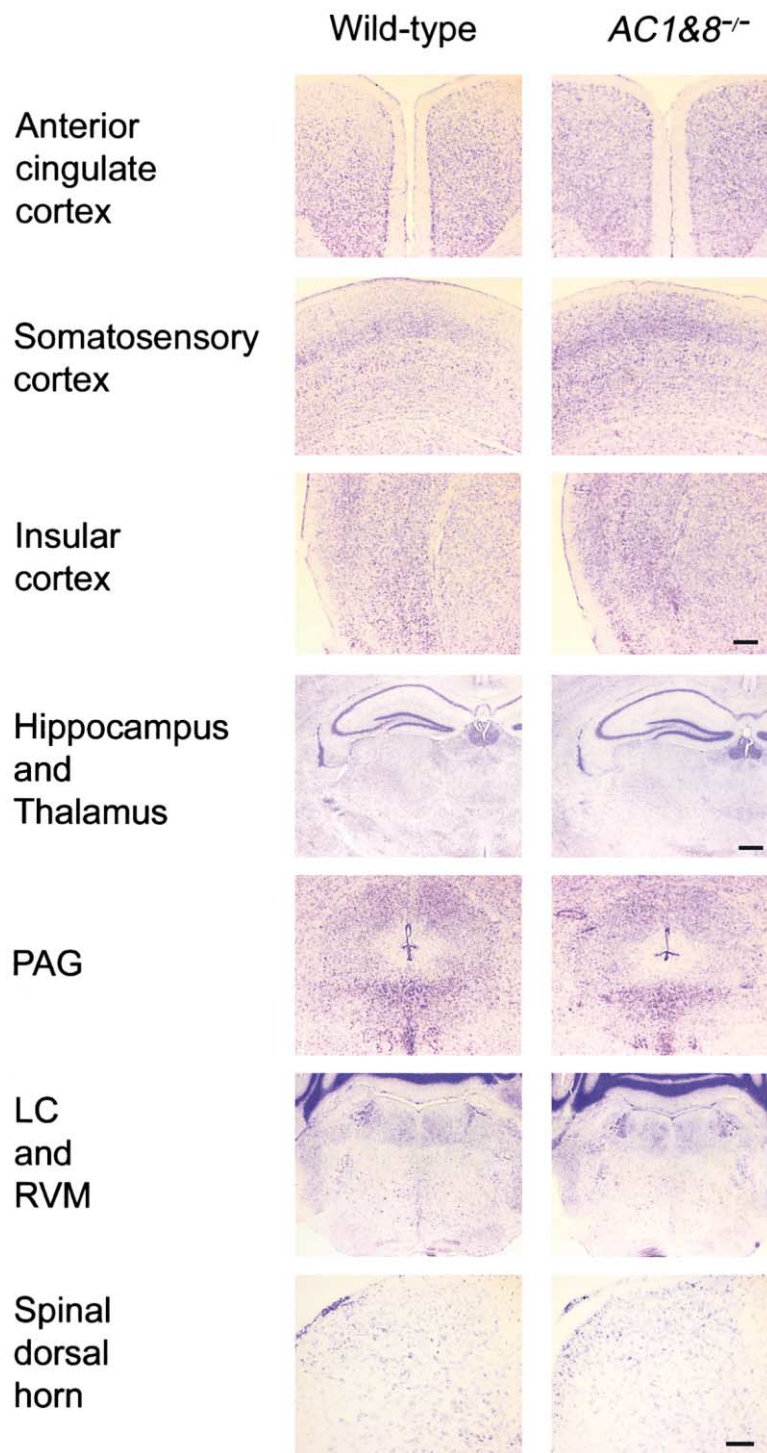 Wild-type AC1&8-/-
Anterior
cingulate
cortex
Somatosensory
cortex
Insular
cortex
Hippocampus
and
Thalamus
PAG
LC
and
RVM
Spinal
dorsal
horn